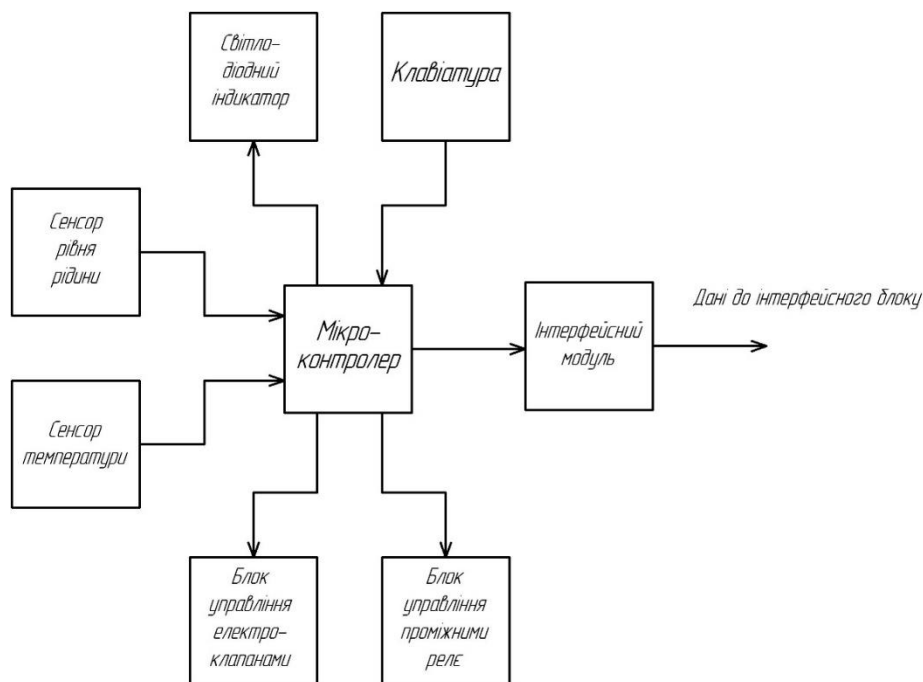 Світло-
діодний
індикатор
Клавіатура
Сенсор
рівня
рідини
Мікро-
контролер
Інтерфейсний
модуль
Дані до інтерфейсного блоку
Сенсор
температури
Блок
управління
електро-
клапанами
Блок
управління
проміжними
релє